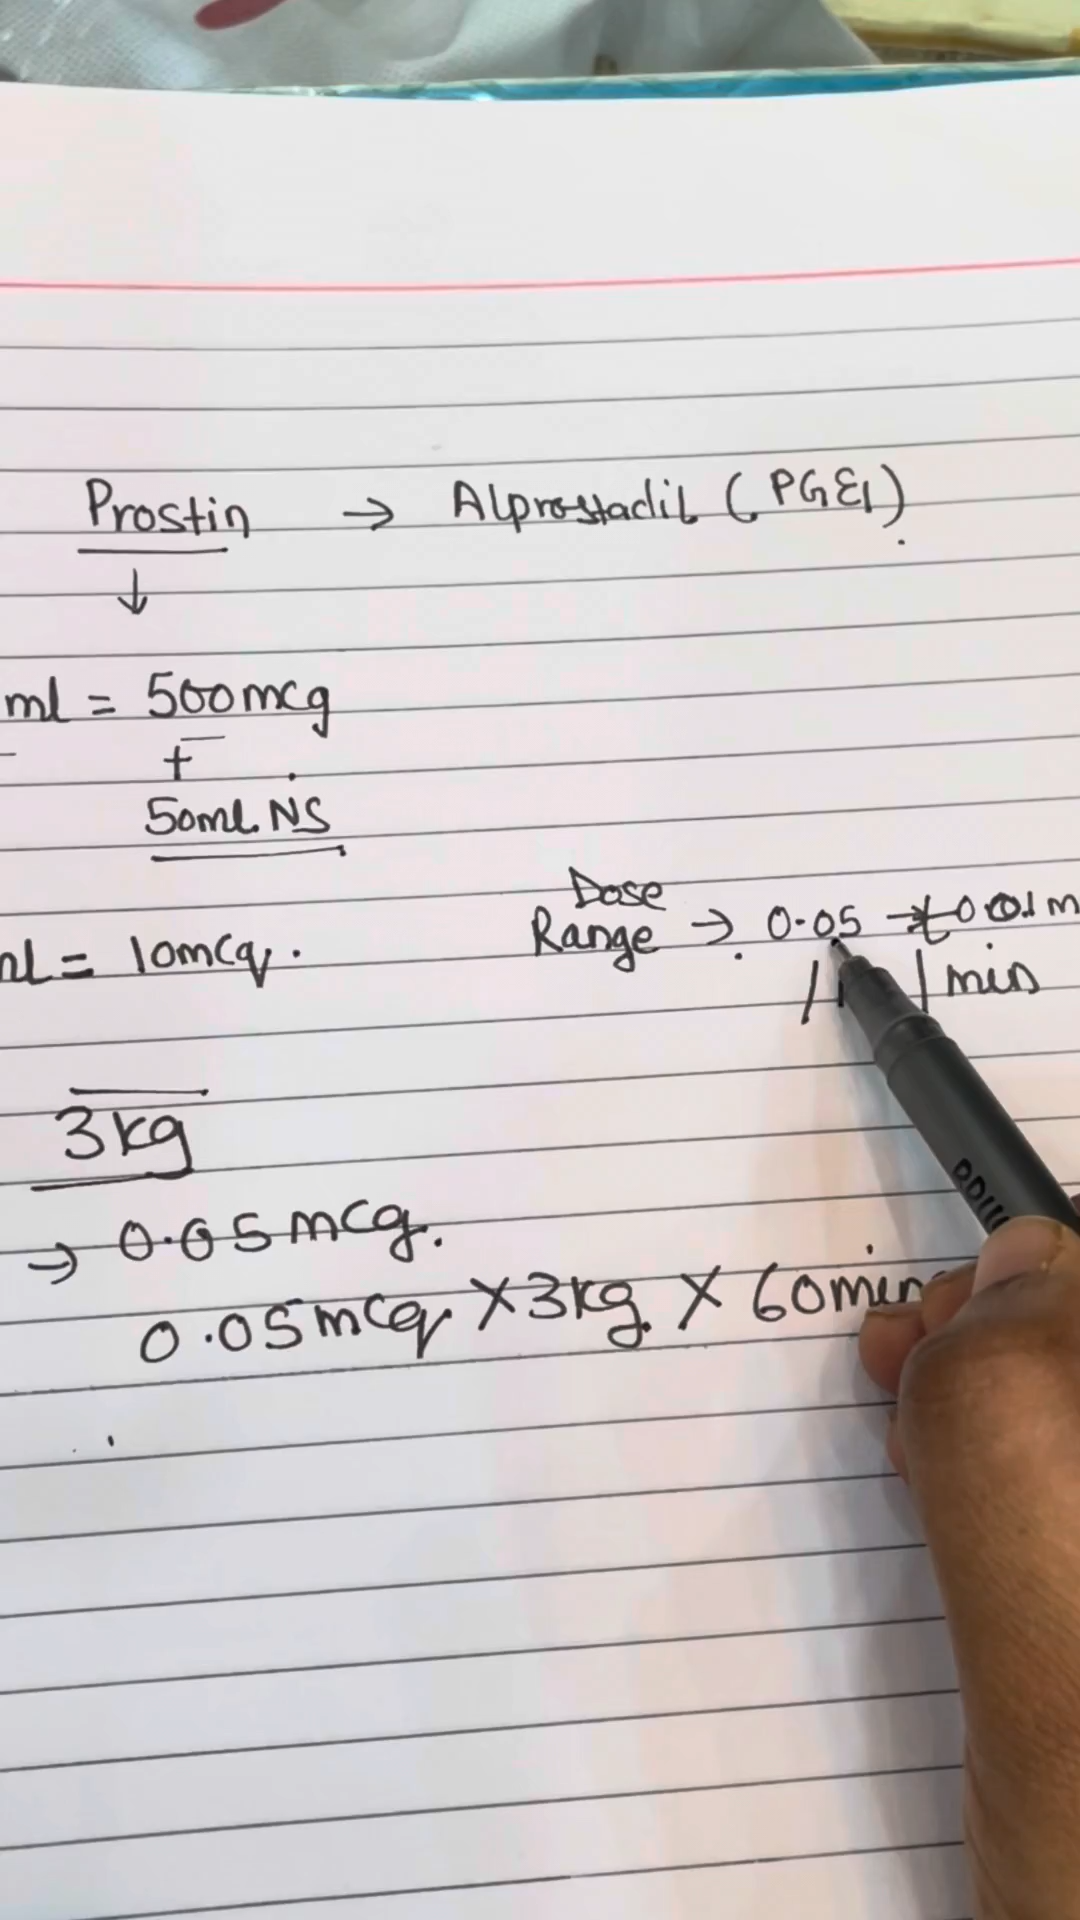 Prostin → Alprostadil (PGE1)
↓
ml = 500mcg
+
50ml NS
Dose
Range → 0.05
ml = 10mcg.
/min
3kg
→ 0.05mcg.
0.05mcg × 3kg × 60min